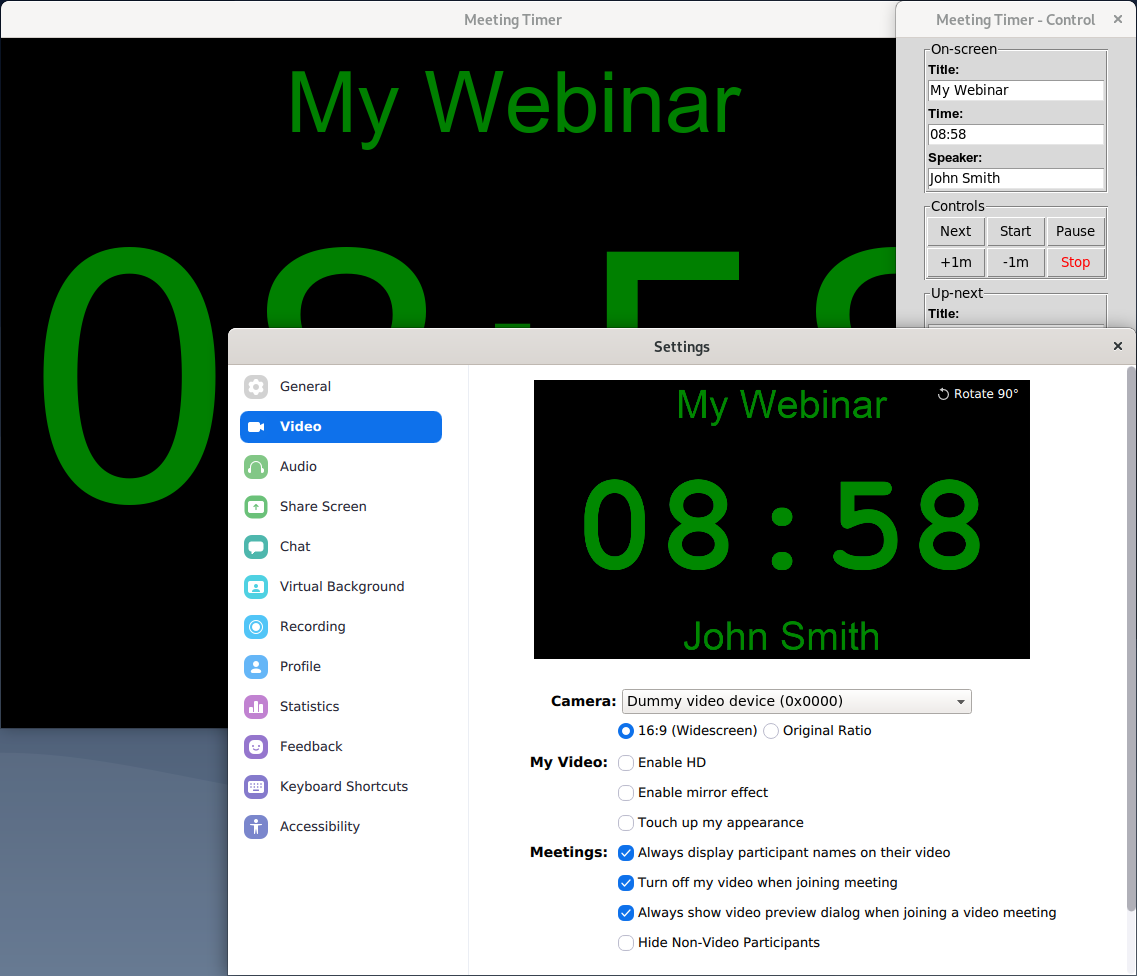 Meeting Timer
My Webinar
08:58
Meeting Timer - Control
On-screen
Title:
My Webinar
Time:
08:58
Speaker:
John Smith
Controls
Next Start Pause
+1m -1m Stop
Up-next
Title:
Settings
General
Video
Audio
Share Screen
Chat
Virtual Background
Recording
Profile
Statistics
Feedback
Keyboard Shortcuts
Accessibility
My Webinar
Rotate 90°
08:58
John Smith
Camera: Dummy video device (0x0000)
16:9 (Widescreen) Original Ratio
My Video: Enable HD
Enable mirror effect
Touch up my appearance
Meetings: Always display participant names on their video
Turn off my video when joining meeting
Always show video preview dialog when joining a video meeting
Hide Non-Video Participants